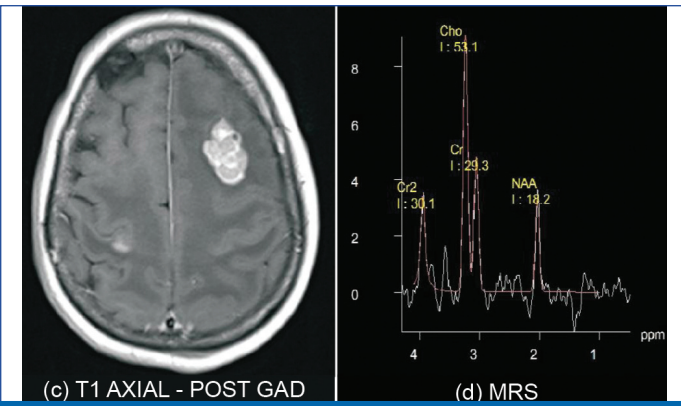 Cho
I : 53.1
Cr
I : 29.3
Cr2
I : 30.1
NAA
I : 18.2
8
6
4
2
0
4 3 2 1
ppm
(c) T1 AXIAL - POST GAD
(d) MRS